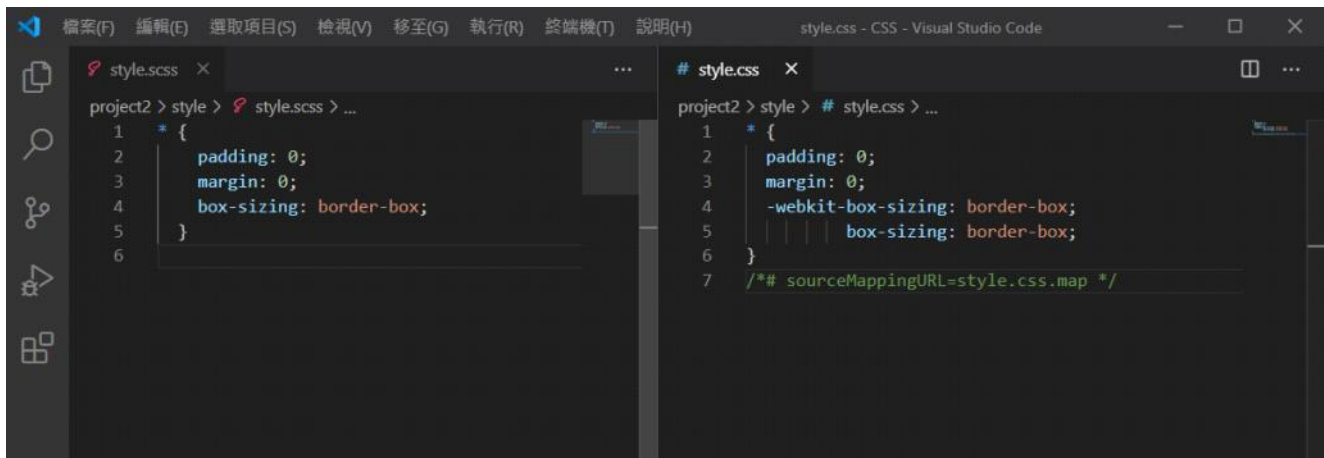 檔案(F) 編輯(E) 選取項目(S) 檢視(V) 移至(G) 執行(R) 終端機(T) 說明(H) style.css - CSS - Visual Studio Code
style.scss
project2 > style > style.scss > ...
1 * {
2 padding: 0;
3 margin: 0;
4 box-sizing: border-box;
5 }
6
# style.css
project2 > style > # style.css > ...
1 * {
2 padding: 0;
3 margin: 0;
4 -webkit-box-sizing: border-box;
5 box-sizing: border-box;
6 }
7 /*# sourceMappingURL=style.css.map */